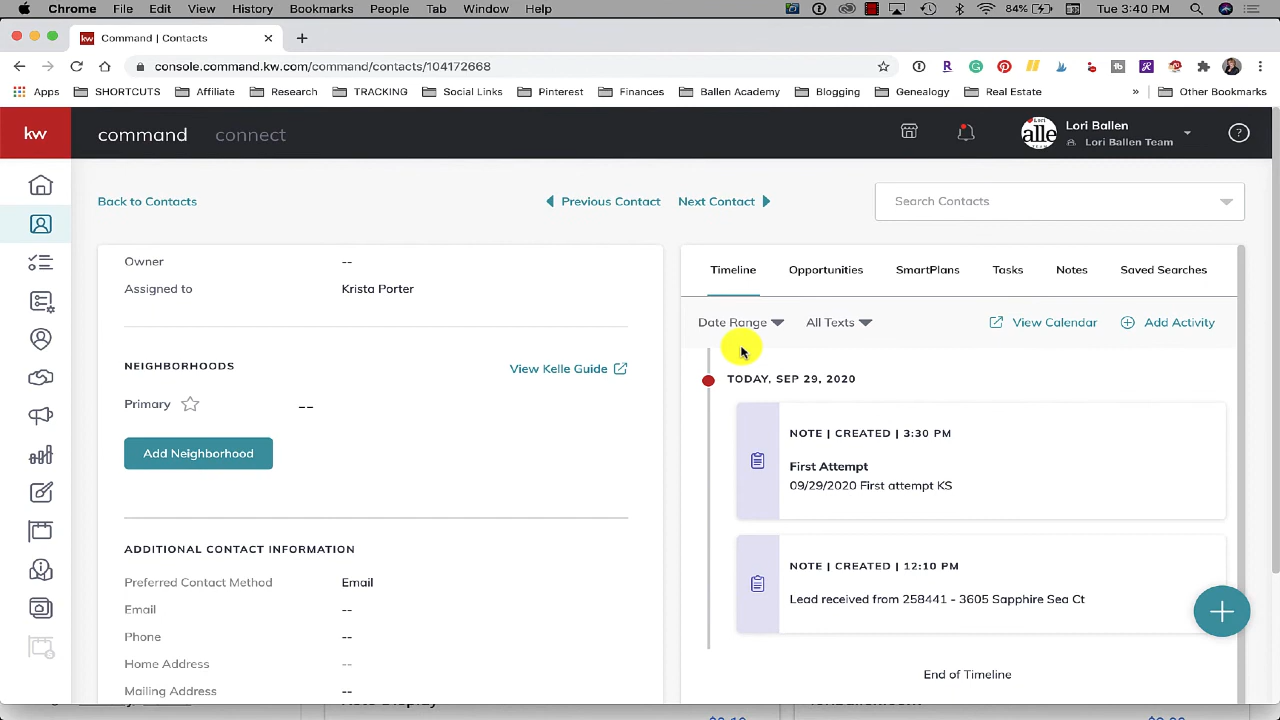 Chrome File Edit View History Bookmarks People Tab Window Help 84% Tue 3:40 PM
kw Command | Contacts
console.command.kw.com/command/contacts/104172668
Apps SHORTCUTS Affiliate Research TRACKING Social Links Pinterest Finances Ballen Academy Blogging Genealogy Real Estate » Other Bookmarks
kw command connect Lori Ballen
Lori Ballen Team
Back to Contacts Previous Contact Next Contact Search Contacts
Owner --
Assigned to Krista Porter
NEIGHBORHOODS View Kelle Guide
Primary --
Add Neighborhood
ADDITIONAL CONTACT INFORMATION
Preferred Contact Method Email
Email --
Phone --
Home Address --
Mailing Address --
Timeline Opportunities SmartPlans Tasks Notes Saved Searches
Date Range All Texts View Calendar Add Activity
TODAY, SEP 29, 2020
NOTE | CREATED | 3:30 PM
First Attempt
09/29/2020 First attempt KS
NOTE | CREATED | 12:10 PM
Lead received from 258441 - 3605 Sapphire Sea Ct
End of Timeline